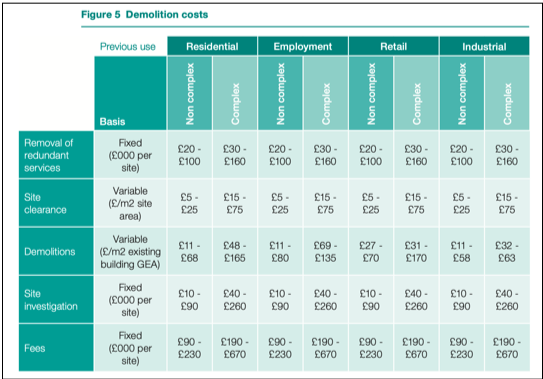 Figure 5 Demolition costs
Previous use Residential Employment Retail Industrial
Basis Non complex Complex Non complex Complex Non complex Complex Non complex Complex
Removal of redundant services Fixed (£000 per site) £20 - £100 £30 - £160 £20 - £100 £30 - £160 £20 - £100 £30 - £160 £20 - £100 £30 - £160
Site clearance Variable (£/m2 site area) £5 - £25 £15 - £75 £5 - £25 £15 - £75 £5 - £25 £15 - £75 £5 - £25 £15 - £75
Demolitions Variable (£/m2 existing building GEA) £11 - £68 £48 - £165 £11 - £80 £69 - £135 £27 - £70 £31 - £170 £11 - £58 £32 - £63
Site investigation Fixed (£000 per site) £10 - £90 £40 - £260 £10 - £90 £40 - £260 £10 - £90 £40 - £260 £10 - £90 £40 - £260
Fees Fixed (£000 per site) £90 - £230 £190 - £670 £90 - £230 £190 - £670 £90 - £230 £190 - £670 £90 - £230 £190 - £670